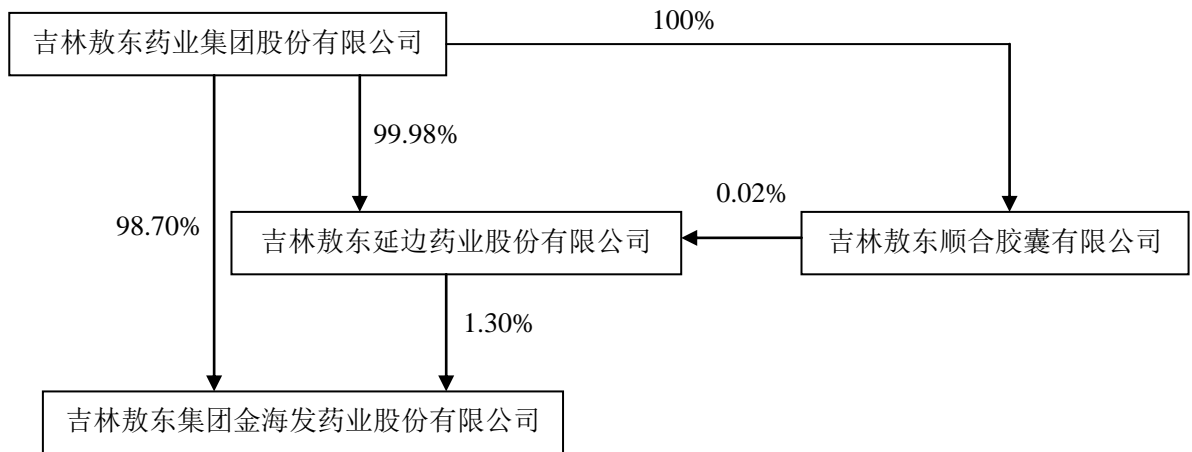 吉林敖东药业集团股份有限公司
100%
99.98%
98.70%
0.02%
吉林敖东延边药业股份有限公司
吉林敖东顺合胶囊有限公司
1.30%
吉林敖东集团金海发药业股份有限公司